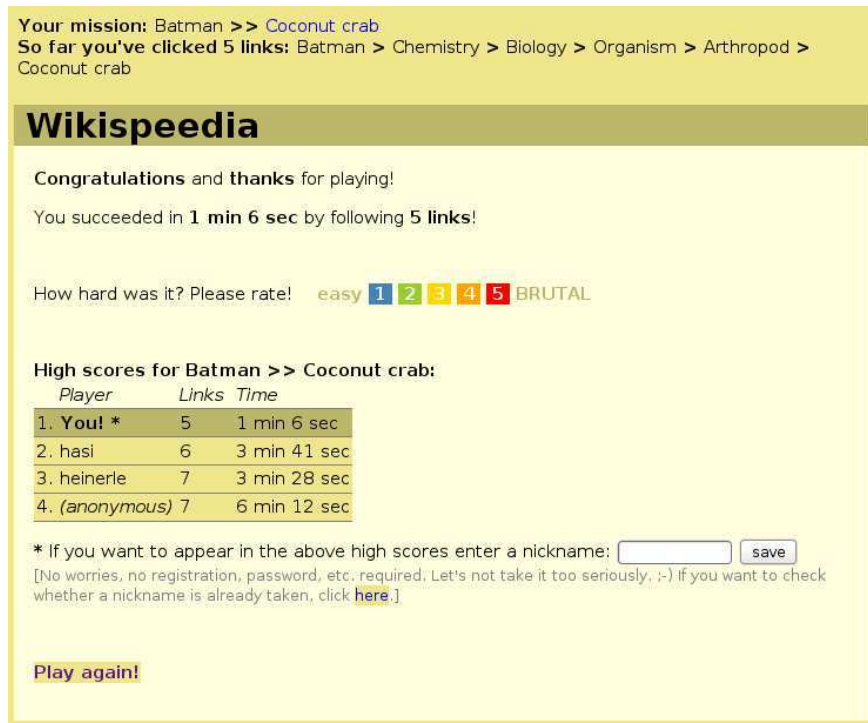 Your mission: Batman >> Coconut crab
So far you've clicked 5 links: Batman > Chemistry > Biology > Organism > Arthropod >
Coconut crab
Wikispeedia
Congratulations and thanks for playing!
You succeeded in 1 min 6 sec by following 5 links!
How hard was it? Please rate! easy 1 2 3 4 5 BRUTAL
High scores for Batman >> Coconut crab:
Player Links Time
1. You! * 5 1 min 6 sec
2. hasi 6 3 min 41 sec
3. heinerle 7 3 min 28 sec
4. (anonymous) 7 6 min 12 sec
* If you want to appear in the above high scores enter a nickname: save
[No worries, no registration, password, etc. required. Let's not take it too seriously. ;-) If you want to check
whether a nickname is already taken, click here.]
Play again!